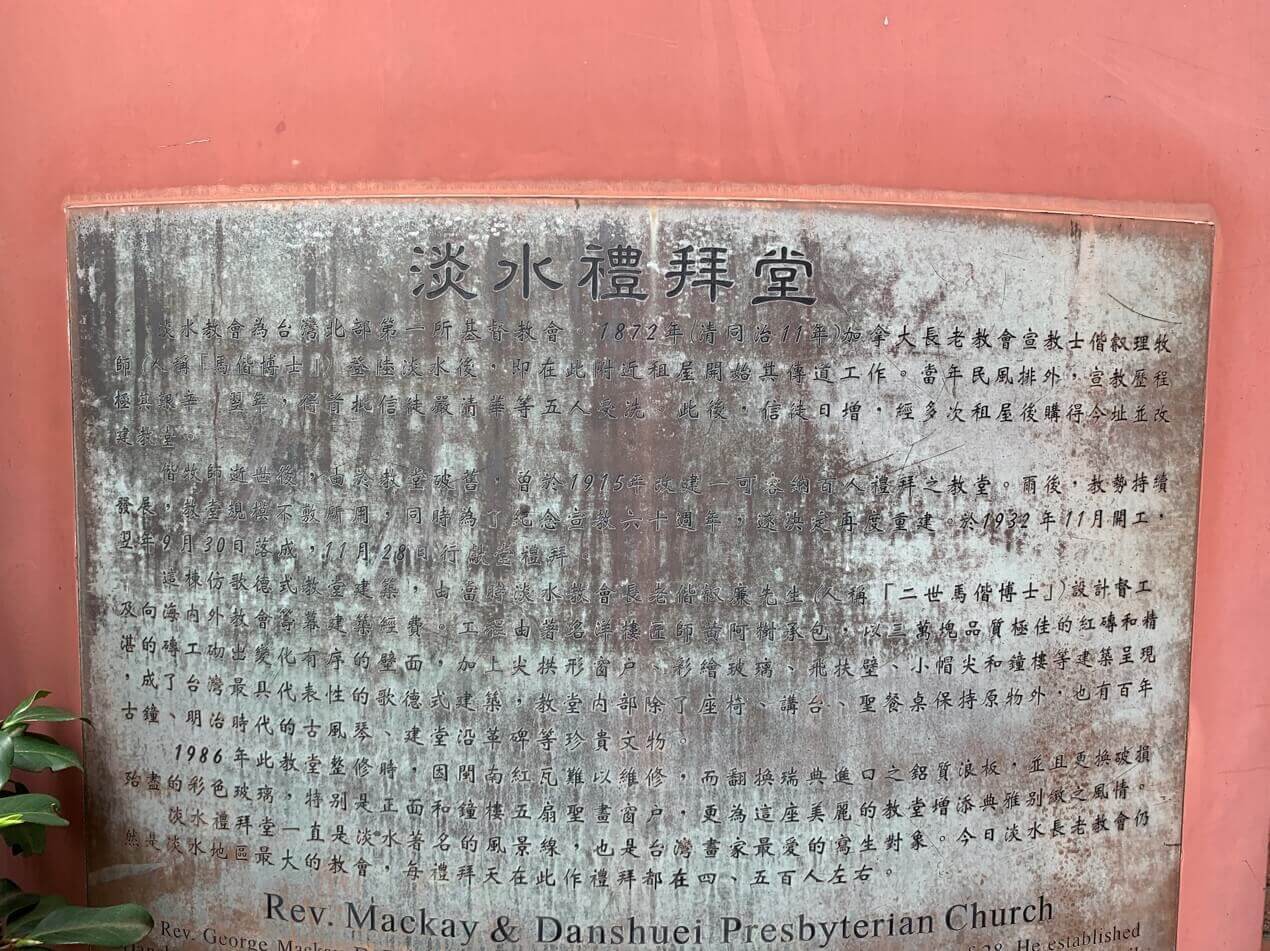 淡水禮拜堂
淡水教會為台灣北部第一所基督教會 1872年(清同治11年)加拿大長老教會宣教士偕叡理牧
師(人稱「馬偕博士」)登陸淡水後，即在此附近租屋開始其傳道工作。當年民風排外，宣教歷程
極其艱辛 翌年，得首批信徒嚴清華等五人受洗。此後，信徒日增，經多次租屋後購得今址並改
建教堂。
偕牧師逝世後，由於教堂破舊，曾於1915年改建一可容納百人禮拜之教堂。爾後，教勢持續
發展，教堂規模不敷所用，同時為了紀念宣教六十週年，遂決定再度重建。於1932年11月開工，
翌年9月30日落成，11月28日行獻堂禮拜
這棟仿歌德式教堂建築，由當時淡水教會長老偕叡廉先生(人稱「二世馬偕博士」)設計督工
及向海內外教會籌募建築經費。工程由著名洋樓匠師黃阿樹承包，以三萬塊品質極佳的紅磚和精
湛的磚工砌出變化有序的壁面，加上尖拱形窗戶、彩繪玻璃、飛扶壁、小帽尖和鐘樓等建築呈現
，成了台灣最具代表性的歌德式建築，教堂內部除了座椅、講台、聖餐桌保持原物外，也有百年
古鐘、明治時代的古風琴、建堂沿革碑等珍貴文物。
1986年此教堂整修時，因閩南紅瓦難以維修，而翻換瑞典進口之鋁質浪板，並且更換破損
殆盡的彩色玻璃，特別是正面和鐘樓五扇聖畫窗戶，更為這座美麗的教堂增添典雅別緻之風情。
淡水禮拜堂一直是淡水著名的風景線，也是台灣畫家最愛的寫生對象。今日淡水長老教會仍
然是淡水地區最大的教會，每禮拜天在此作禮拜都在四、五百人左右。
Rev. Mackay & Danshuei Presbyterian Church
Rev. George Mackay 28. He established